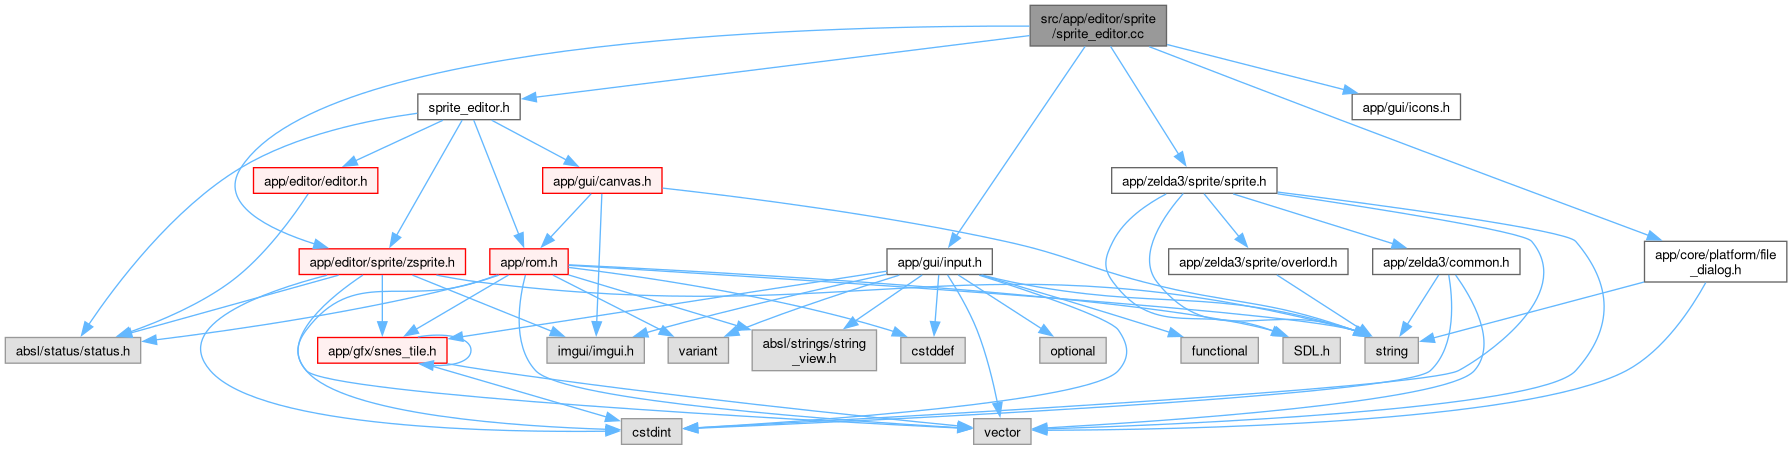 src/app/editor/sprite
/sprite_editor.cc
sprite_editor.h
app/gui/icons.h
app/editor/editor.h
app/gui/canvas.h
app/zelda3/sprite/sprite.h
app/editor/sprite/zsprite.h
app/rom.h
app/gui/input.h
app/zelda3/sprite/overlord.h
app/zelda3/common.h
app/core/platform/file
_dialog.h
absl/status/status.h
app/gfx/snes_tile.h
imgui/imgui.h
variant
absl/strings/string
_view.h
cstddef
optional
functional
SDL.h
string
cstdint
vector